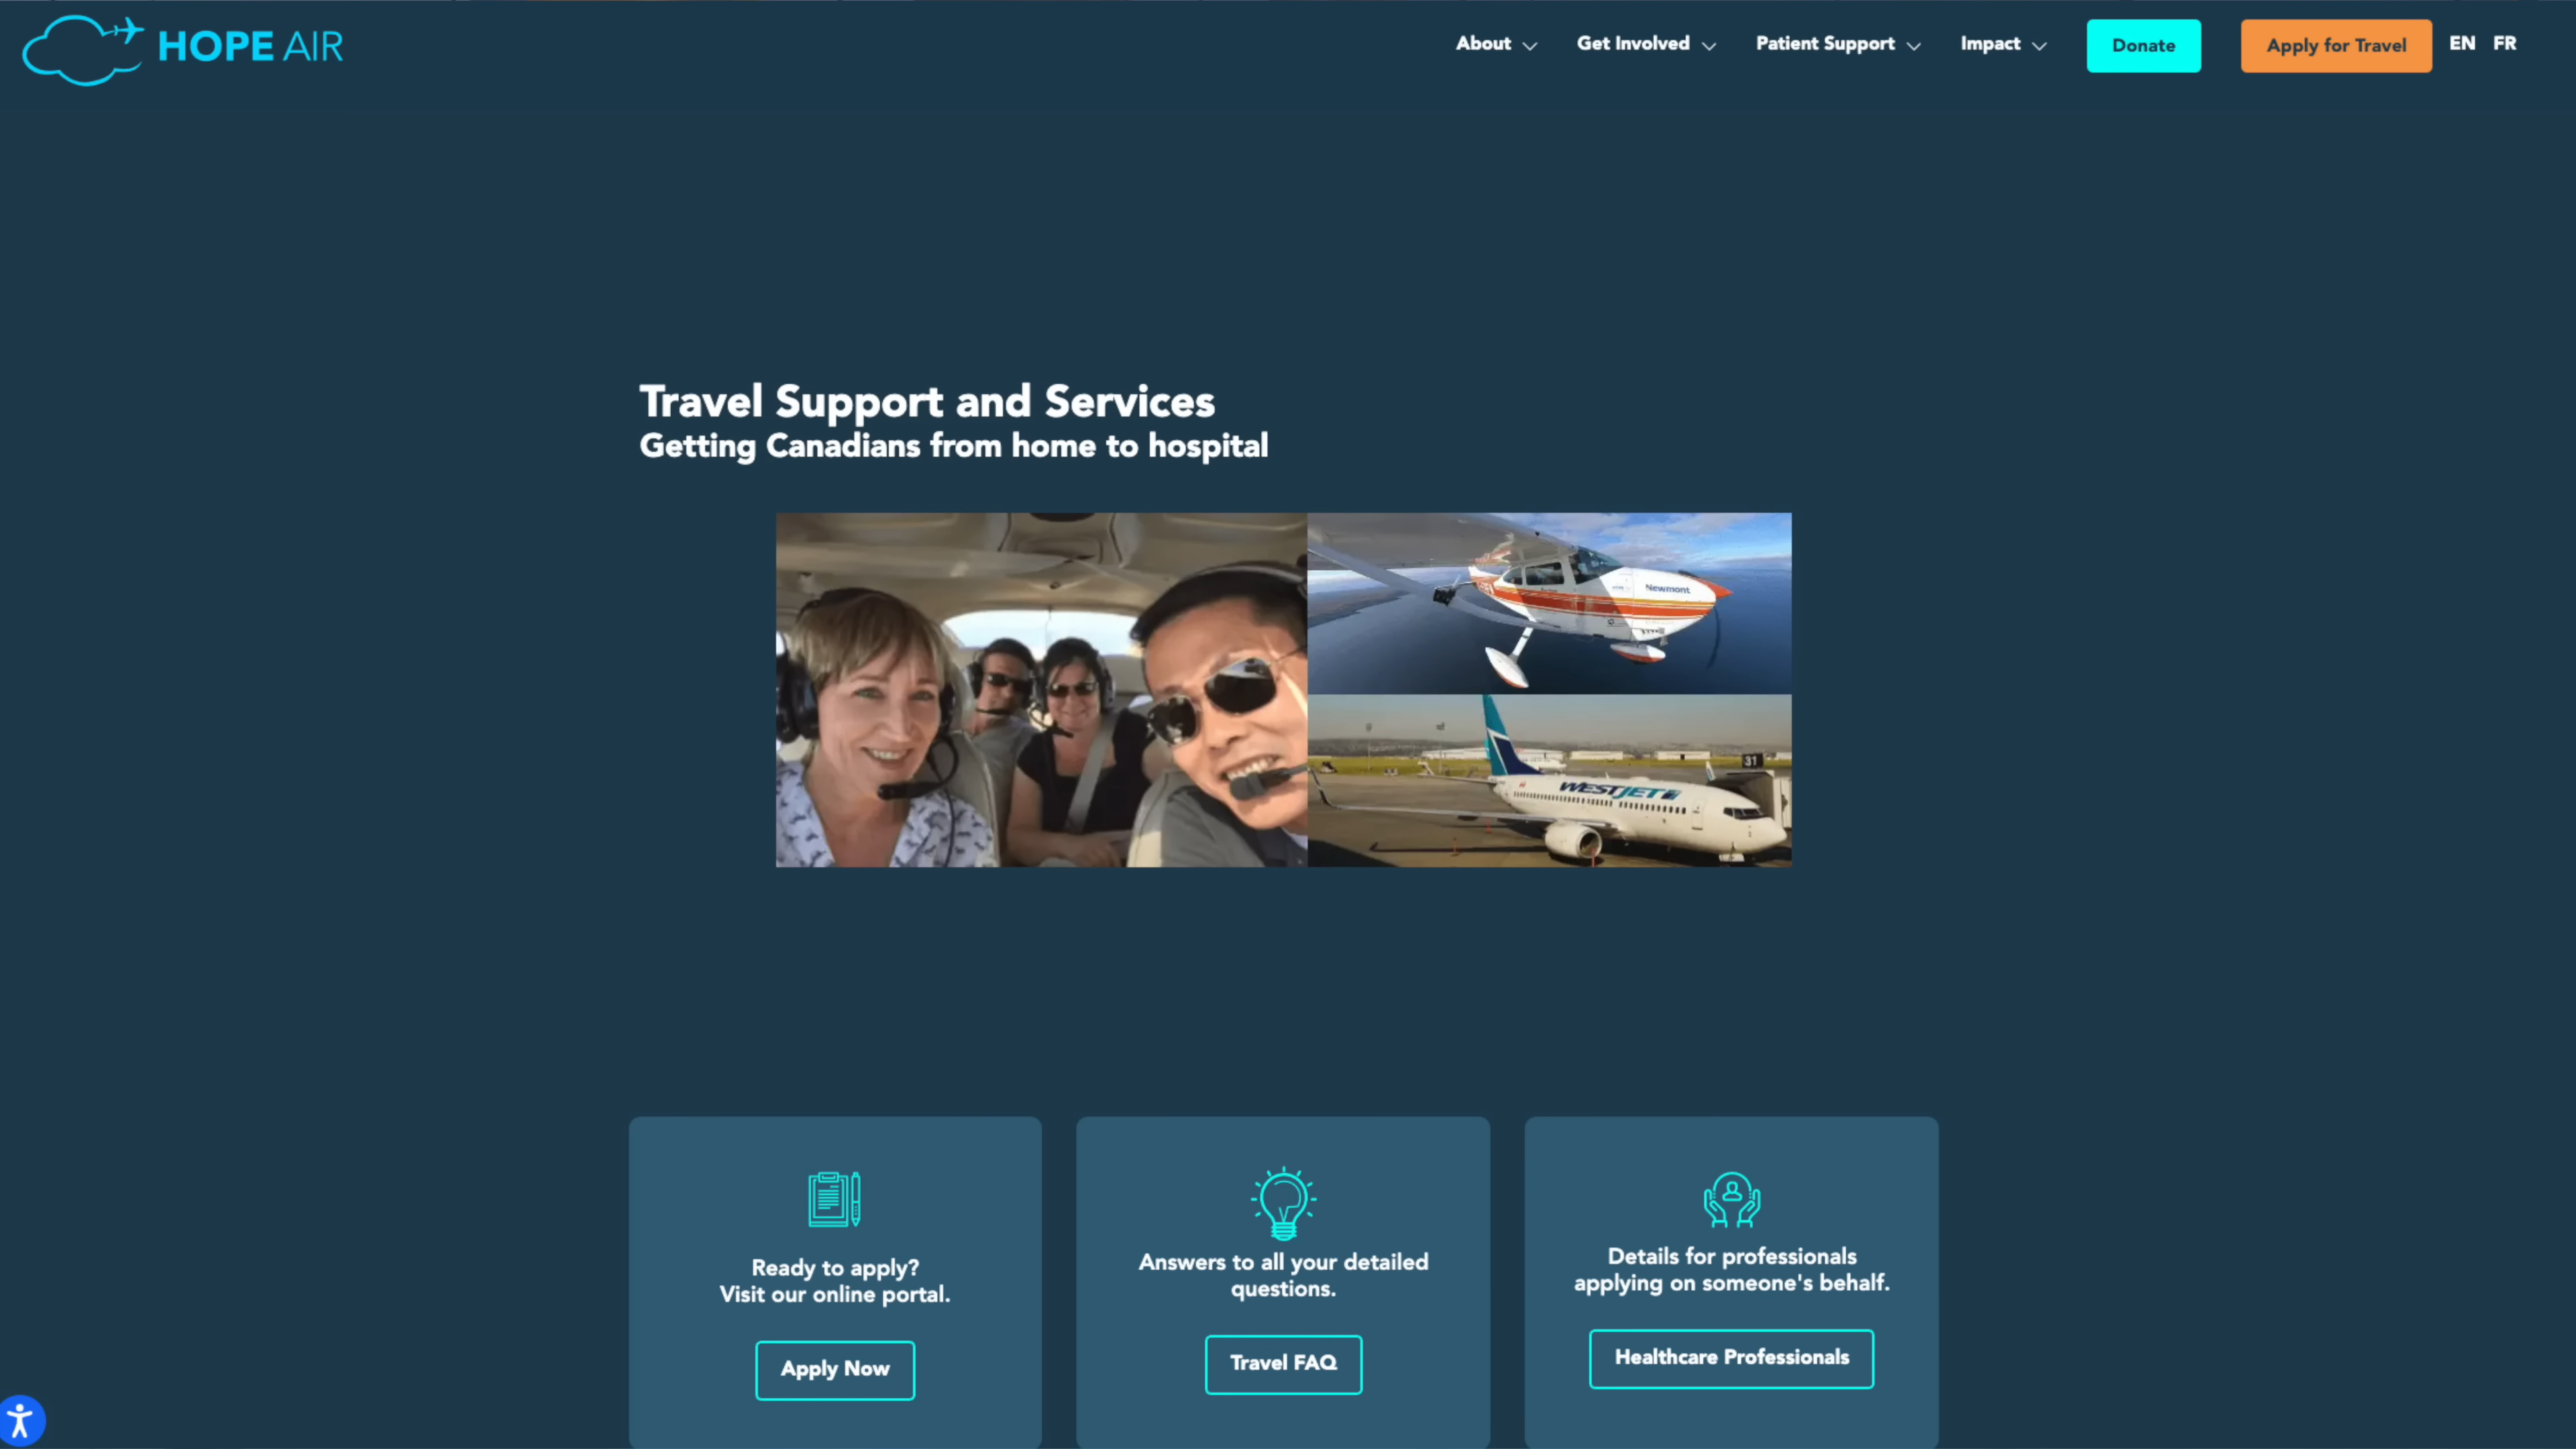 HOPE AIR
About
Get Involved
Patient Support
Impact
Donate
Apply for Travel
EN FR
Travel Support and Services
Getting Canadians from home to hospital
Newmont
31
WESTJET
Ready to apply?
Visit our online portal.
Apply Now
Answers to all your detailed
questions.
Travel FAQ
Details for professionals
applying on someone's behalf.
Healthcare Professionals